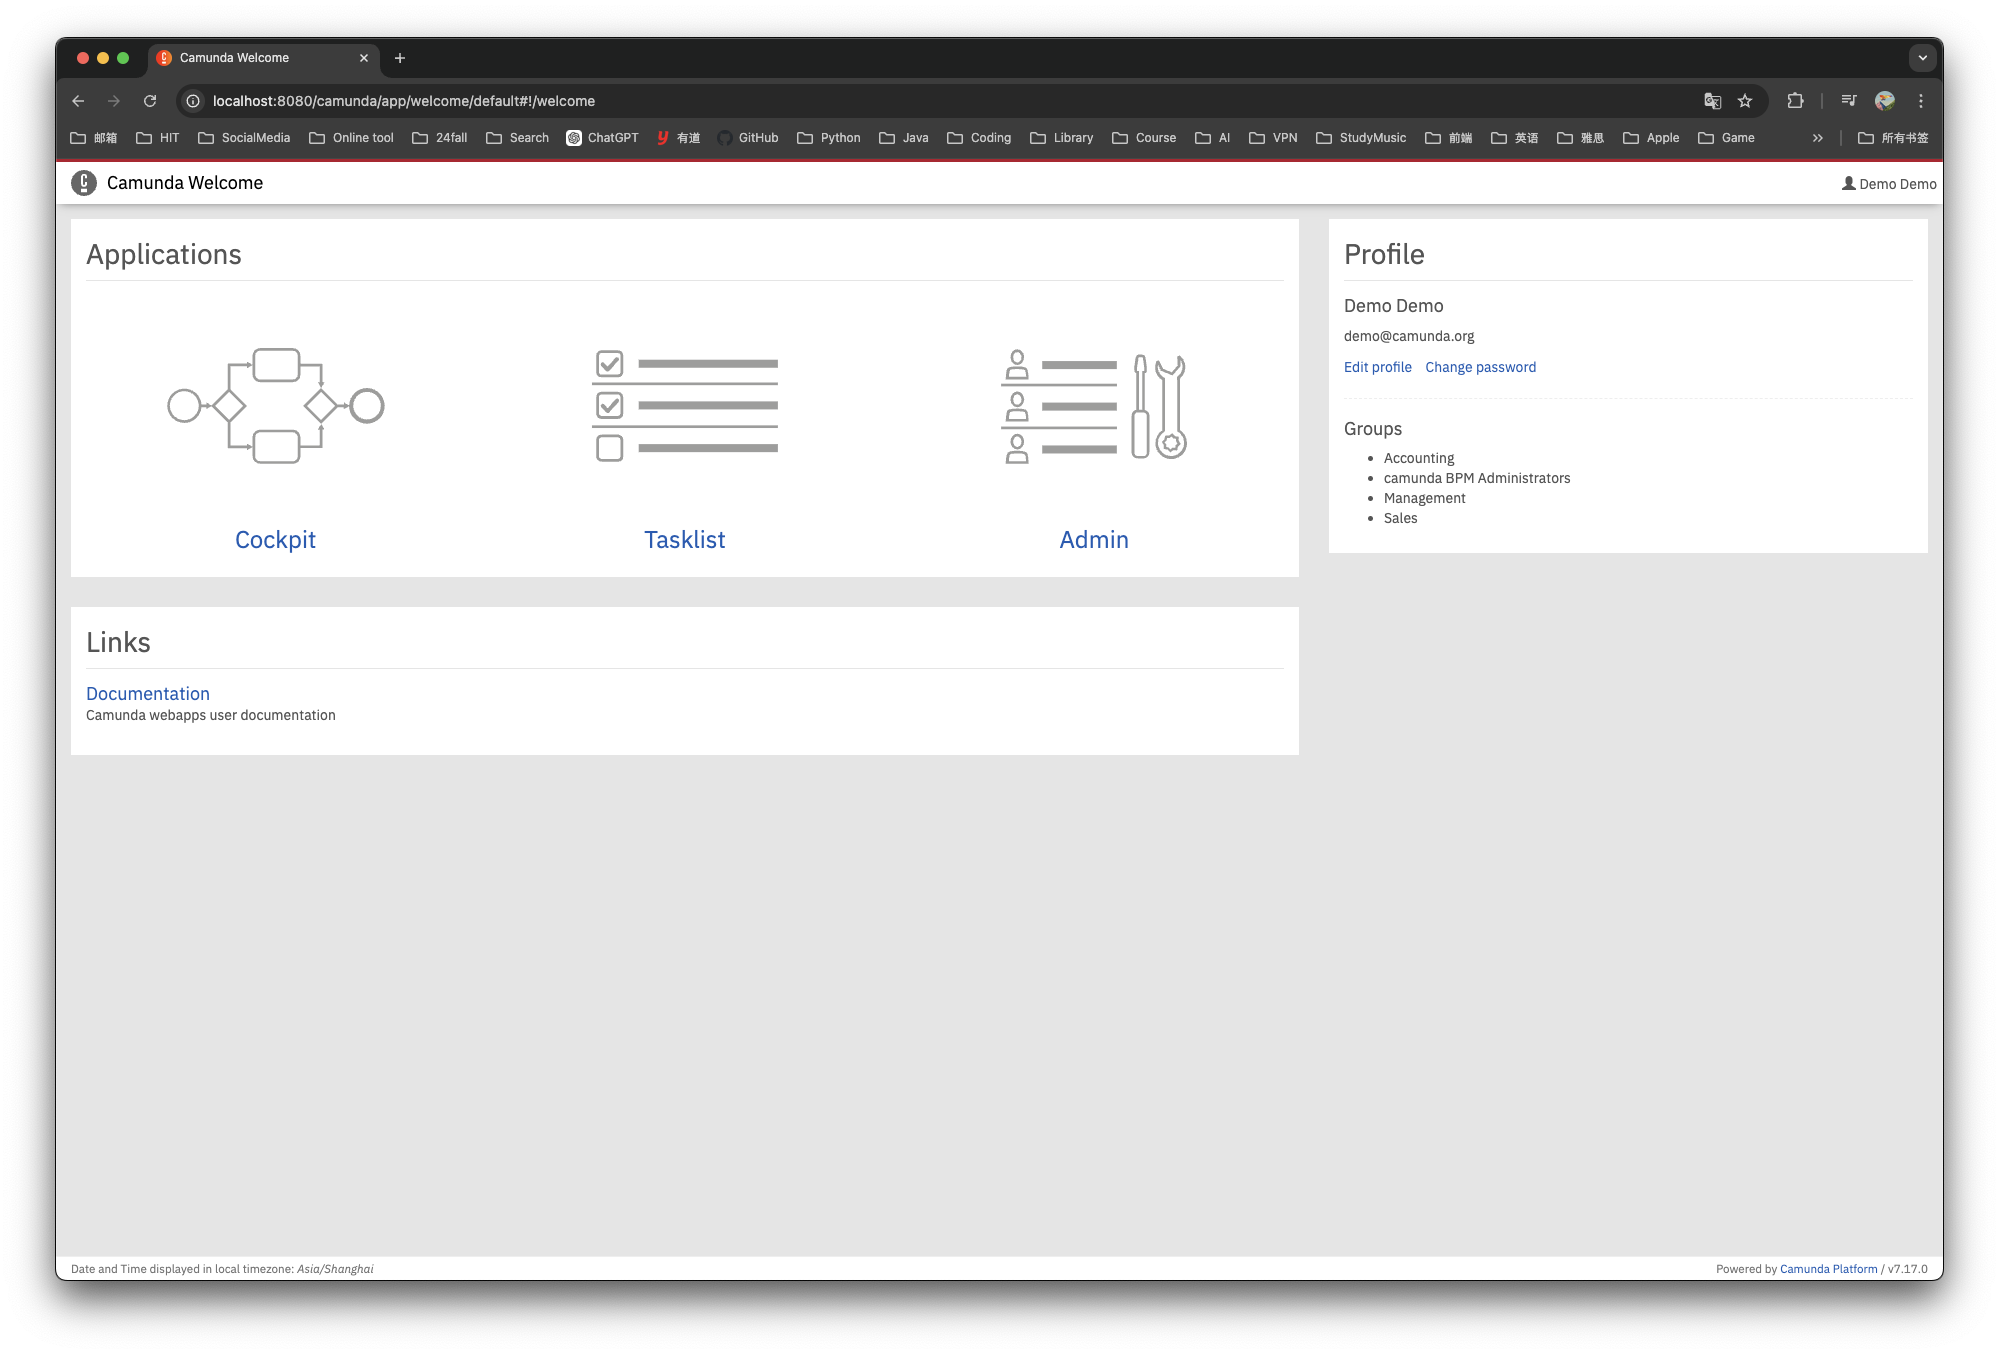 Camunda Welcome
localhost:8080/camunda/app/welcome/default#!/welcome
邮箱 HIT SocialMedia Online tool 24fall Search ChatGPT 有道 GitHub Python Java Coding Library Course AI VPN StudyMusic 前端 英语 雅思 Apple Game 所有书签
Camunda Welcome
Demo Demo
Applications
Cockpit
Tasklist
Admin
Links
Documentation
Camunda webapps user documentation
Profile
Demo Demo
demo@camunda.org
Edit profile Change password
Groups
Accounting
camunda BPM Administrators
Management
Sales
Date and Time displayed in local timezone: Asia/Shanghai
Powered by Camunda Platform / v7.17.0